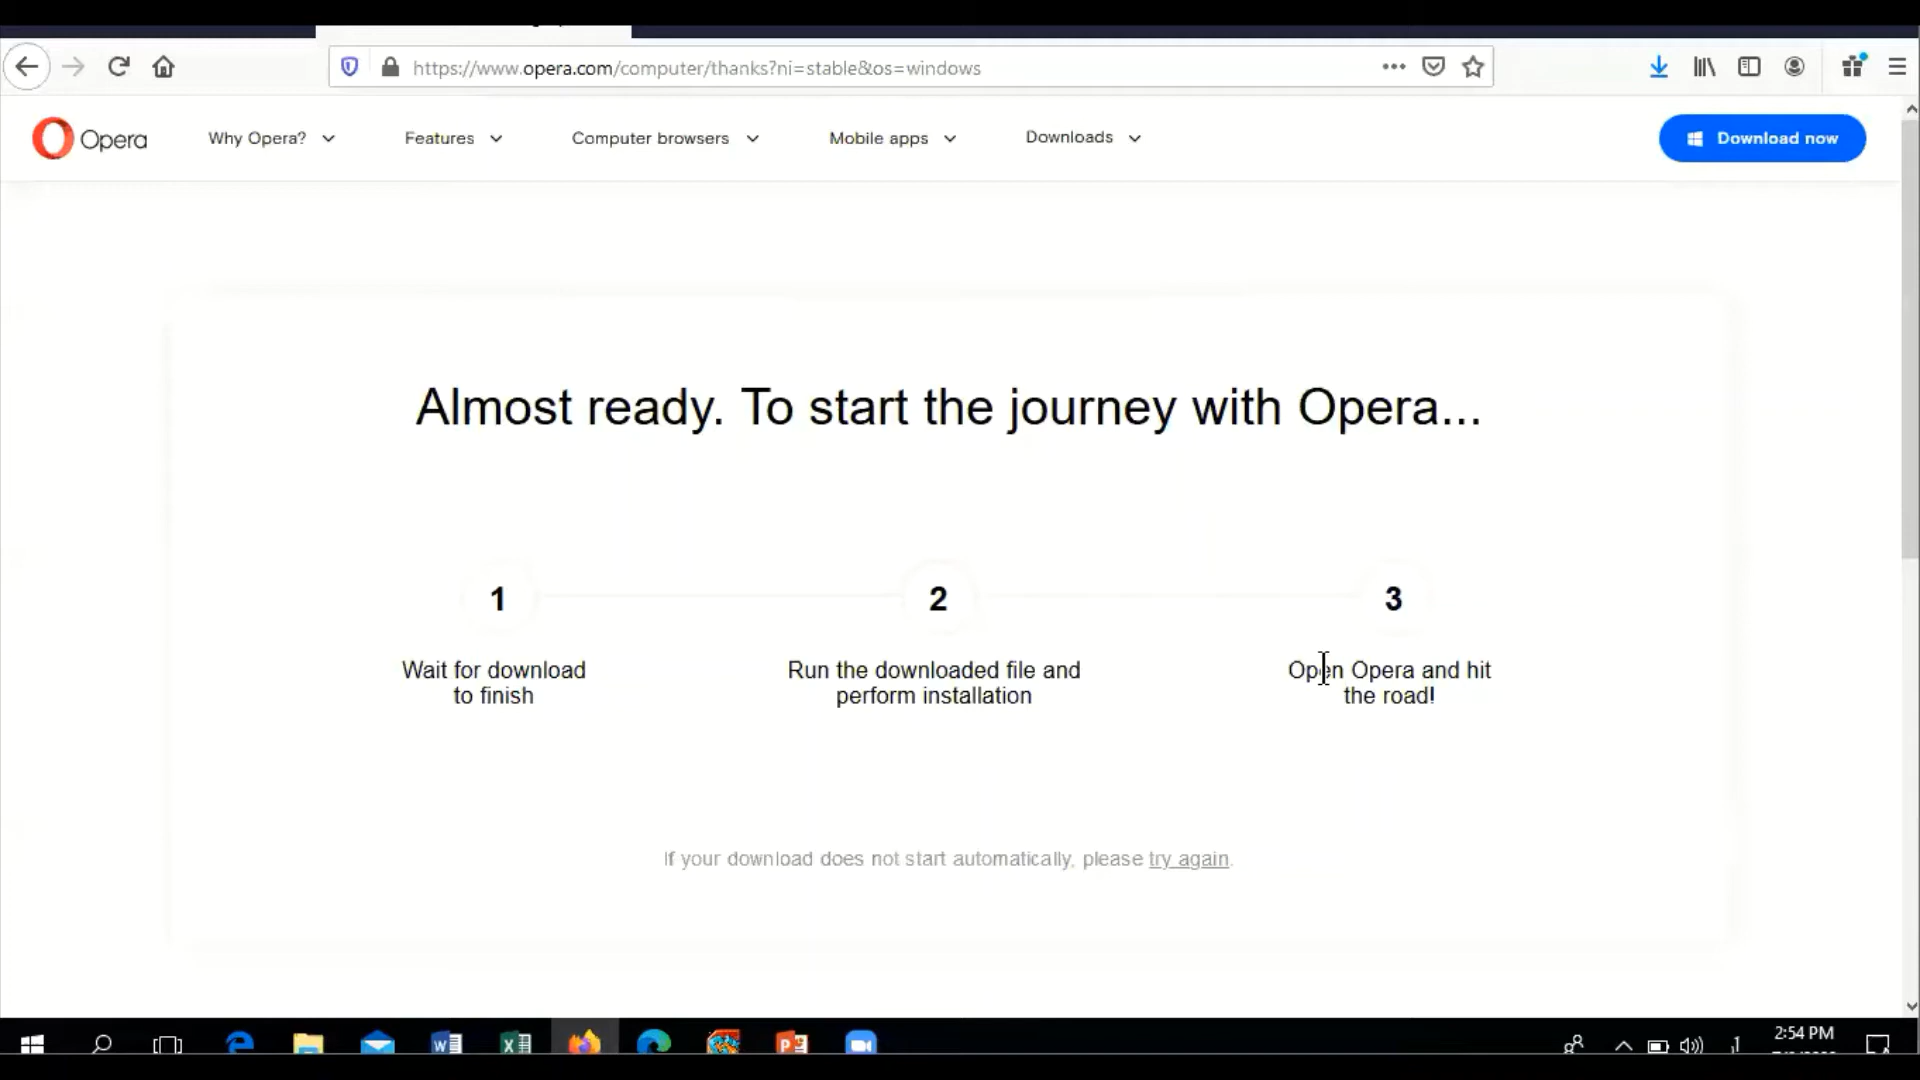 https://www.opera.com/computer/thanks?ni=stable&os=windows
Opera
Why Opera?
Features
Computer browsers
Mobile apps
Downloads
Download now
Almost ready. To start the journey with Opera...
1
2
3
Wait for download
to finish
Run the downloaded file and
perform installation
Open Opera and hit
the road!
If your download does not start automatically, please try again.
2:54 PM